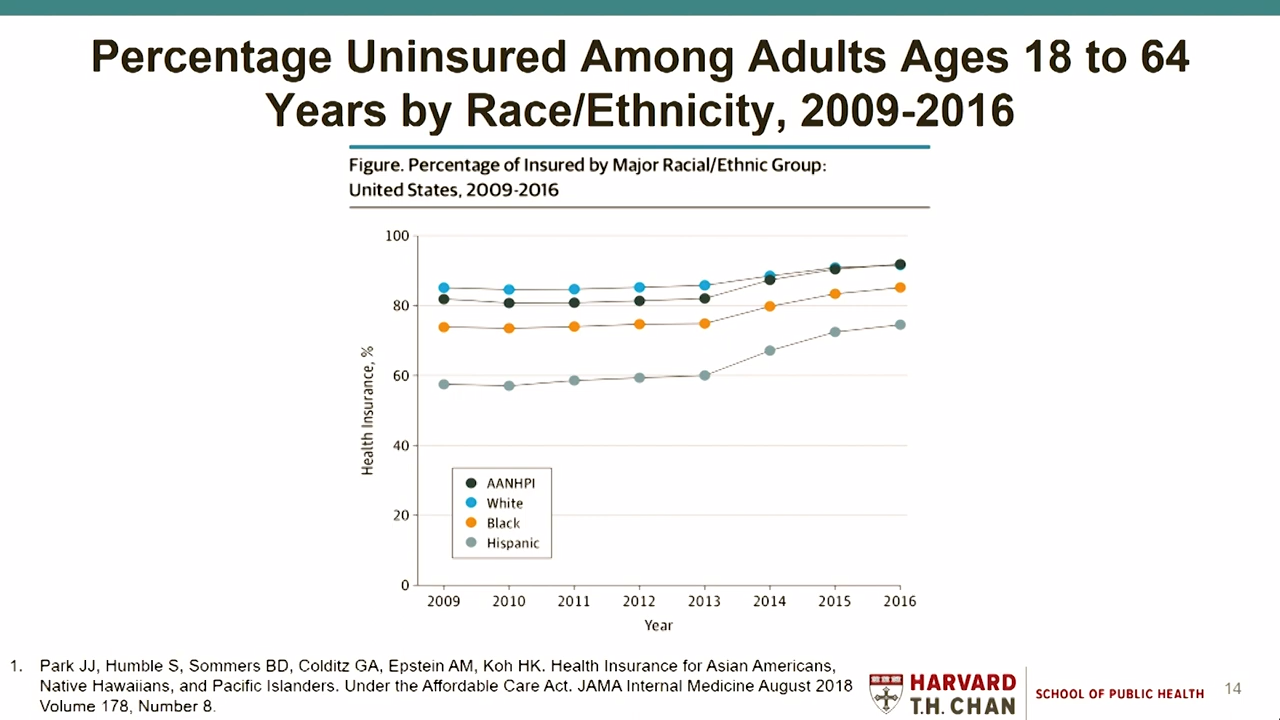 Percentage Uninsured Among Adults Ages 18 to 64
Years by Race/Ethnicity, 2009-2016
Figure. Percentage of Insured by Major Racial/Ethnic Group:
United States, 2009-2016
100
80
60
40
20
0
Health Insurance, %
AANHPI
White
Black
Hispanic
2009 2010 2011 2012 2013 2014 2015 2016
Year
1. Park JJ, Humble S, Sommers BD, Colditz GA, Epstein AM, Koh HK. Health Insurance for Asian Americans,
Native Hawaiians, and Pacific Islanders. Under the Affordable Care Act. JAMA Internal Medicine August 2018
Volume 178, Number 8.
HARVARD
T.H. CHAN
SCHOOL OF PUBLIC HEALTH
14